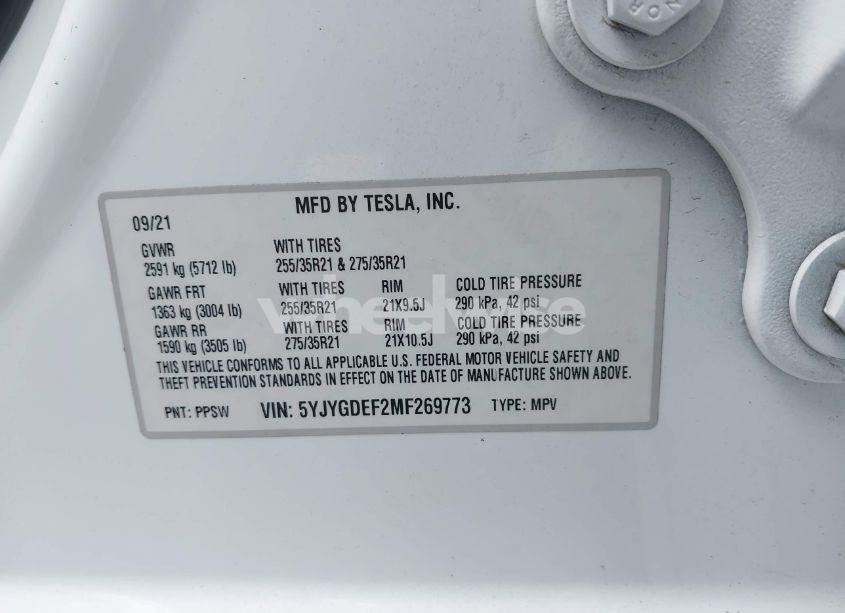 NOR
MFD BY TESLA, INC.
09/21
GVWR WITH TIRES
2591 kg (5712 lb) 255/35R21 & 275/35R21
GAWR FRT WITH TIRES RIM COLD TIRE PRESSURE
1363 kg (3004 lb) 255/35R21 21X9.5J 290 kPa, 42 psi
GAWR RR WITH TIRES RIM COLD TIRE PRESSURE
1590 kg (3505 lb) 275/35R21 21X10.5J 290 kPa, 42 psi
THIS VEHICLE CONFORMS TO ALL APPLICABLE U.S. FEDERAL MOTOR VEHICLE SAFETY AND
THEFT PREVENTION STANDARDS IN EFFECT ON THE DATE OF MANUFACTURE SHOWN ABOVE.
PNT: PPSW VIN: 5YJYGDEF2MF269773 TYPE: MPV